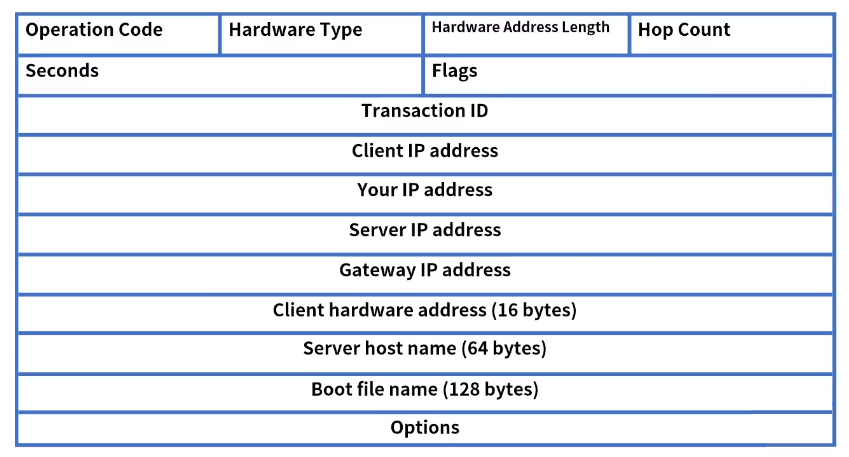 Operation Code Hardware Type Hardware Address Length Hop Count
Seconds Flags
Transaction ID
Client IP address
Your IP address
Server IP address
Gateway IP address
Client hardware address (16 bytes)
Server host name (64 bytes)
Boot file name (128 bytes)
Options